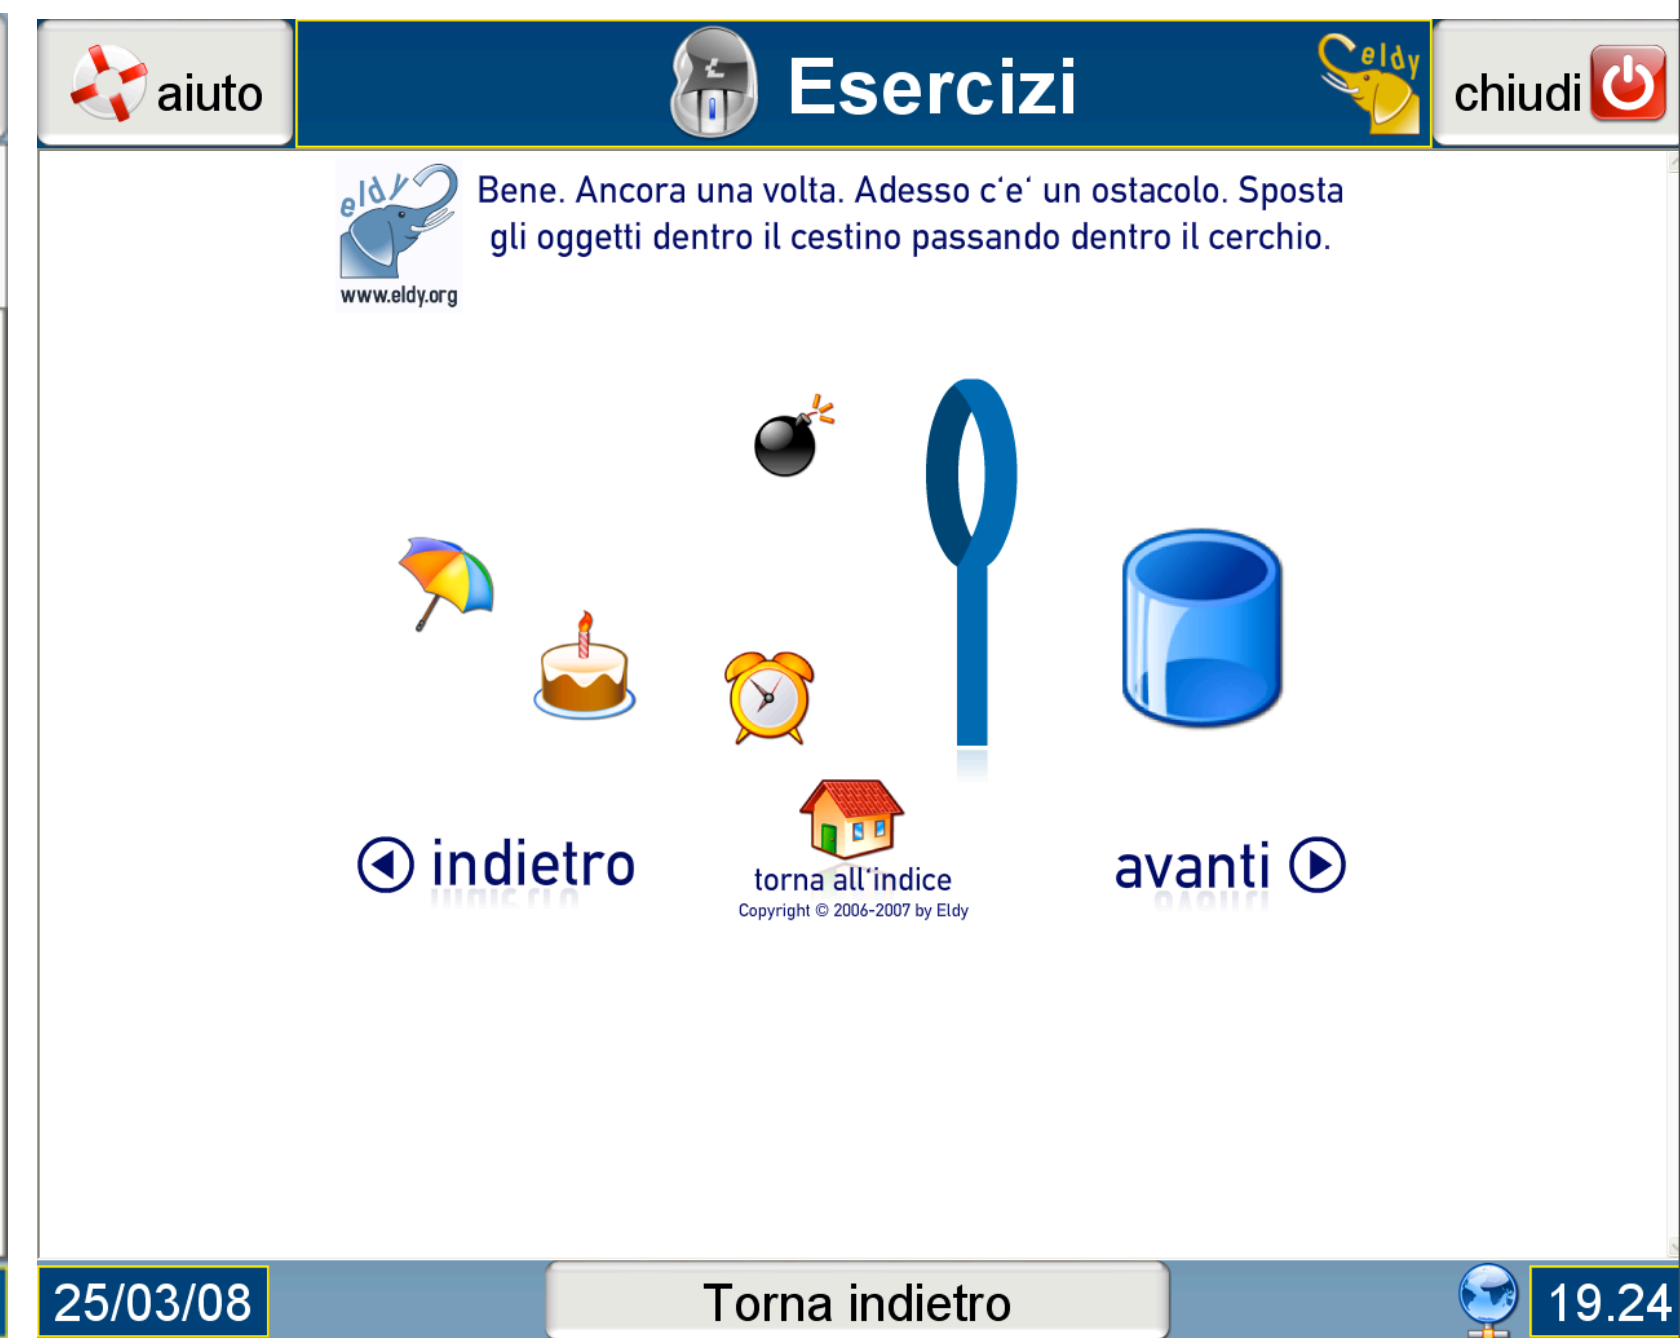 aiuto
Esercizi
eldy
chiudi
eldy
www.eldy.org
Bene. Ancora una volta. Adesso c‘e‘ un ostacolo. Sposta
gli oggetti dentro il cestino passando dentro il cerchio.
indietro
torna all‘indice
Copyright © 2006-2007 by Eldy
avanti
25/03/08
Torna indietro
19.24